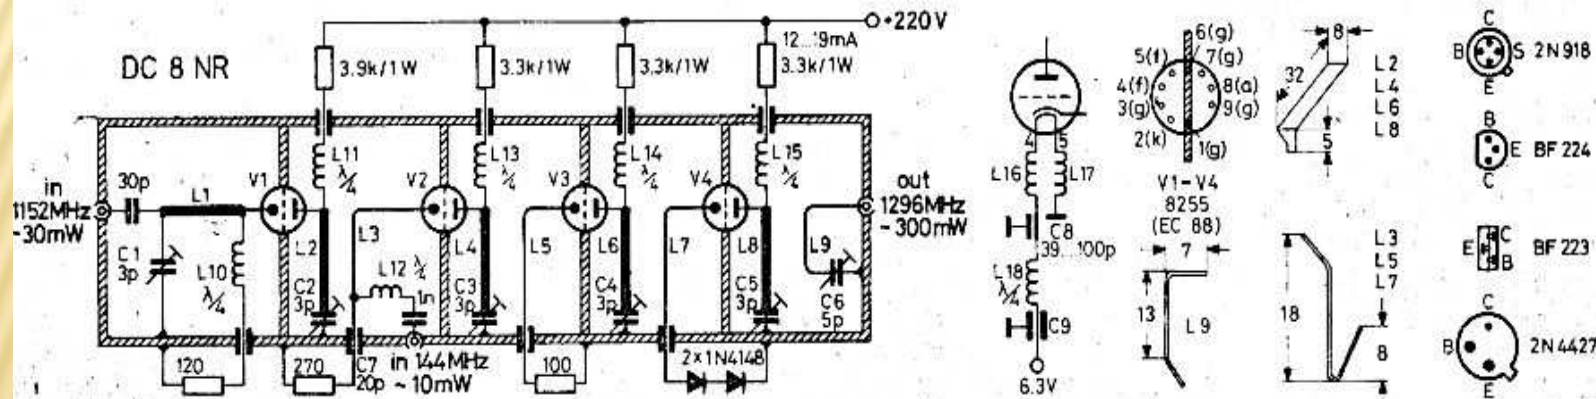 DC 8 NR
3.9k/1W
3.3k/1W
3.3k/1W
12...19mA
3.3k/1W
+220V
in
1152MHz
~30mW
30p
L1
C1
3p
L10
λ/4
120
V1
L11
λ/4
L2
C2
3p
270
L3
C7
20p
L12 λ/4
1n
in 144MHz
~10mW
V2
L13
λ/4
L4
C3
3p
L5
100
V3
L14
λ/4
L6
C4
3p
L7
2×1N4148
V4
L15
λ/4
L8
C5
3p
L9
C6
5p
out
1296MHz
~300mW
4 5
L16 L17
C8
39...100p
L18
λ/4
C9
6.3V
6(g)
5(f) 7(g)
4(f) 8(a)
3(g) 9(g)
2(k) 1(g)
V1-V4
8255
(EC 88)
7
13
L9
8
32
5
L2
L4
L6
L8
18
8
L3
L5
L7
C
B S 2N918
E
B
E BF 224
C
C
E BF 223
B
C
B 2N4427
E